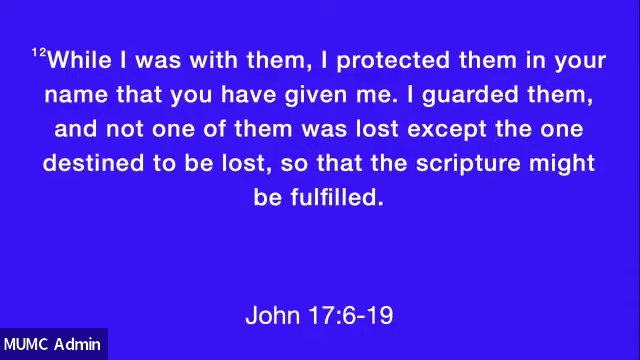 ¹²While I was with them, I protected them in your
name that you have given me. I guarded them,
and not one of them was lost except the one
destined to be lost, so that the scripture might
be fulfilled.
John 17:6-19
MUMC Admin